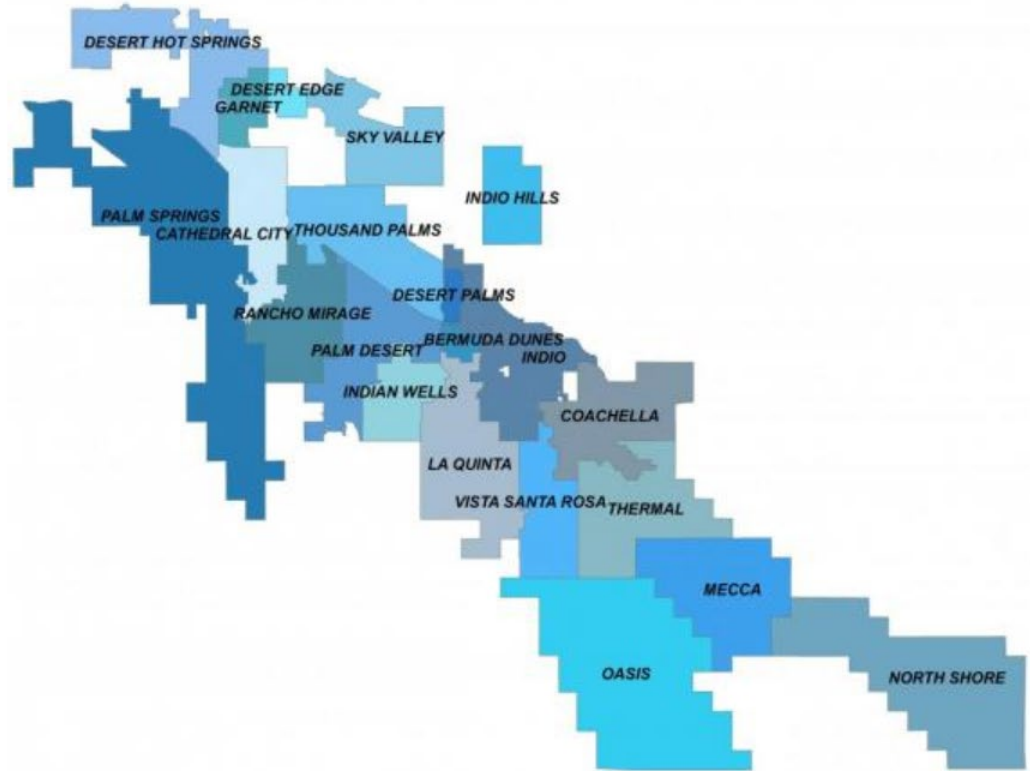 DESERT HOT SPRINGS
DESERT EDGE
GARNET
SKY VALLEY
INDIO HILLS
PALM SPRINGS
CATHEDRAL CITY
THOUSAND PALMS
DESERT PALMS
RANCHO MIRAGE
BERMUDA DUNES
PALM DESERT
INDIO
INDIAN WELLS
COACHELLA
LA QUINTA
VISTA SANTA ROSA
THERMAL
MECCA
OASIS
NORTH SHORE